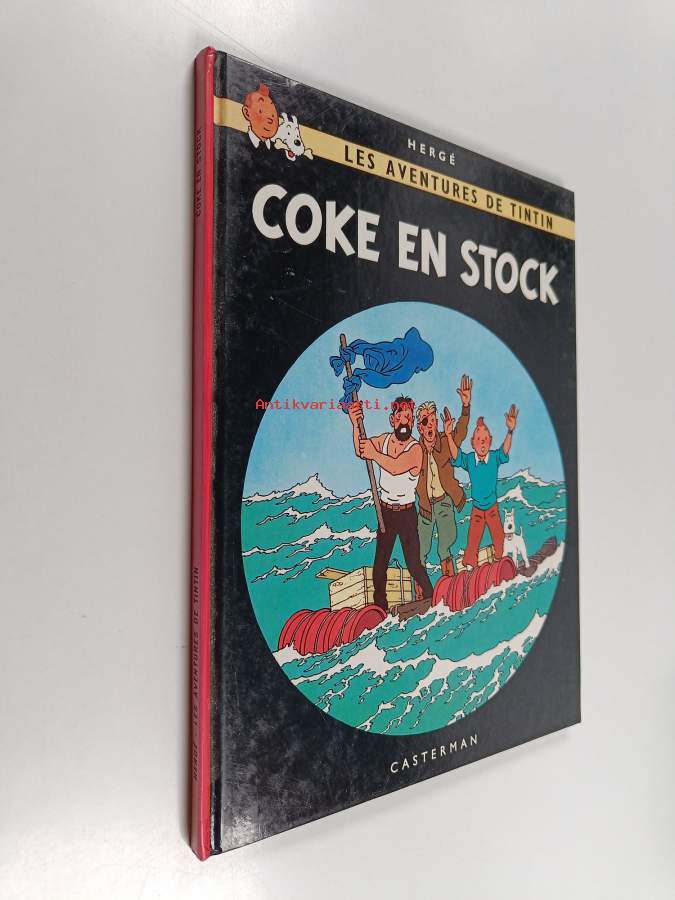 HERGÉ
LES AVENTURES DE TINTIN
COKE EN STOCK
CASTERMAN
COKE EN STOCK
HERGÉ LES AVENTURES DE TINTIN
Antikvariaatti.net